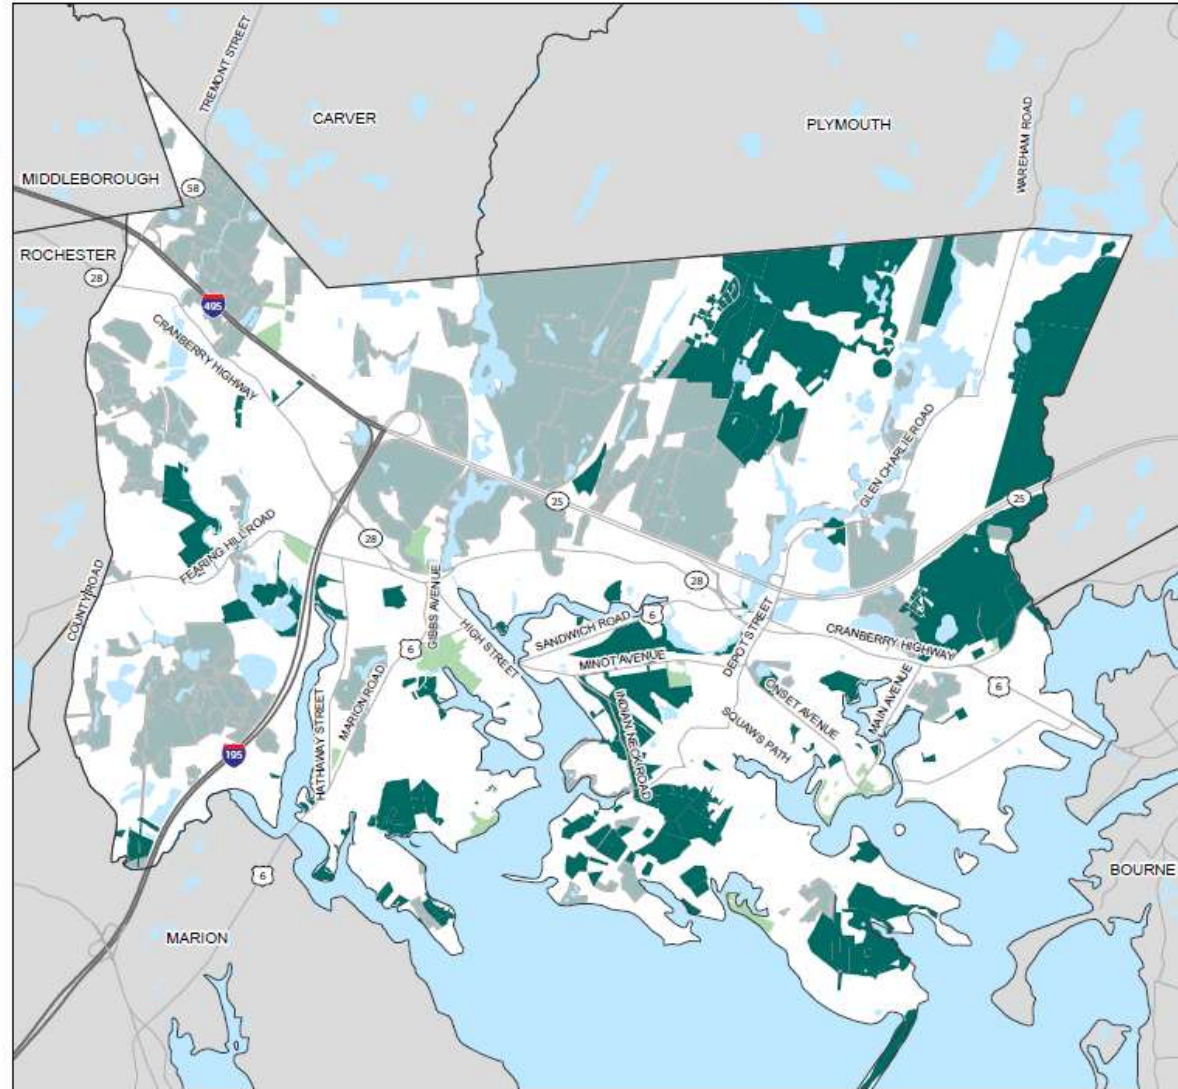 TREMONT STREET
CARVER
PLYMOUTH
WAREHAM ROAD
MIDDLEBOROUGH
58
ROCHESTER
28
495
CRANBERRY HIGHWAY
GLEN CHARLIE ROAD
25
25
FEARING HILL ROAD
28
28
COUNTY ROAD
GIBBS AVENUE
SANDWICH ROAD
6
DEPOT STREET
HIGH STREET
CRANBERRY HIGHWAY
6
MINOT AVENUE
MARION ROAD
ONSET AVENUE
MAIN AVENUE
6
INDIAN NECK ROAD
SQUAWS PATH
HATHAWAY STREET
195
6
BOURNE
MARION